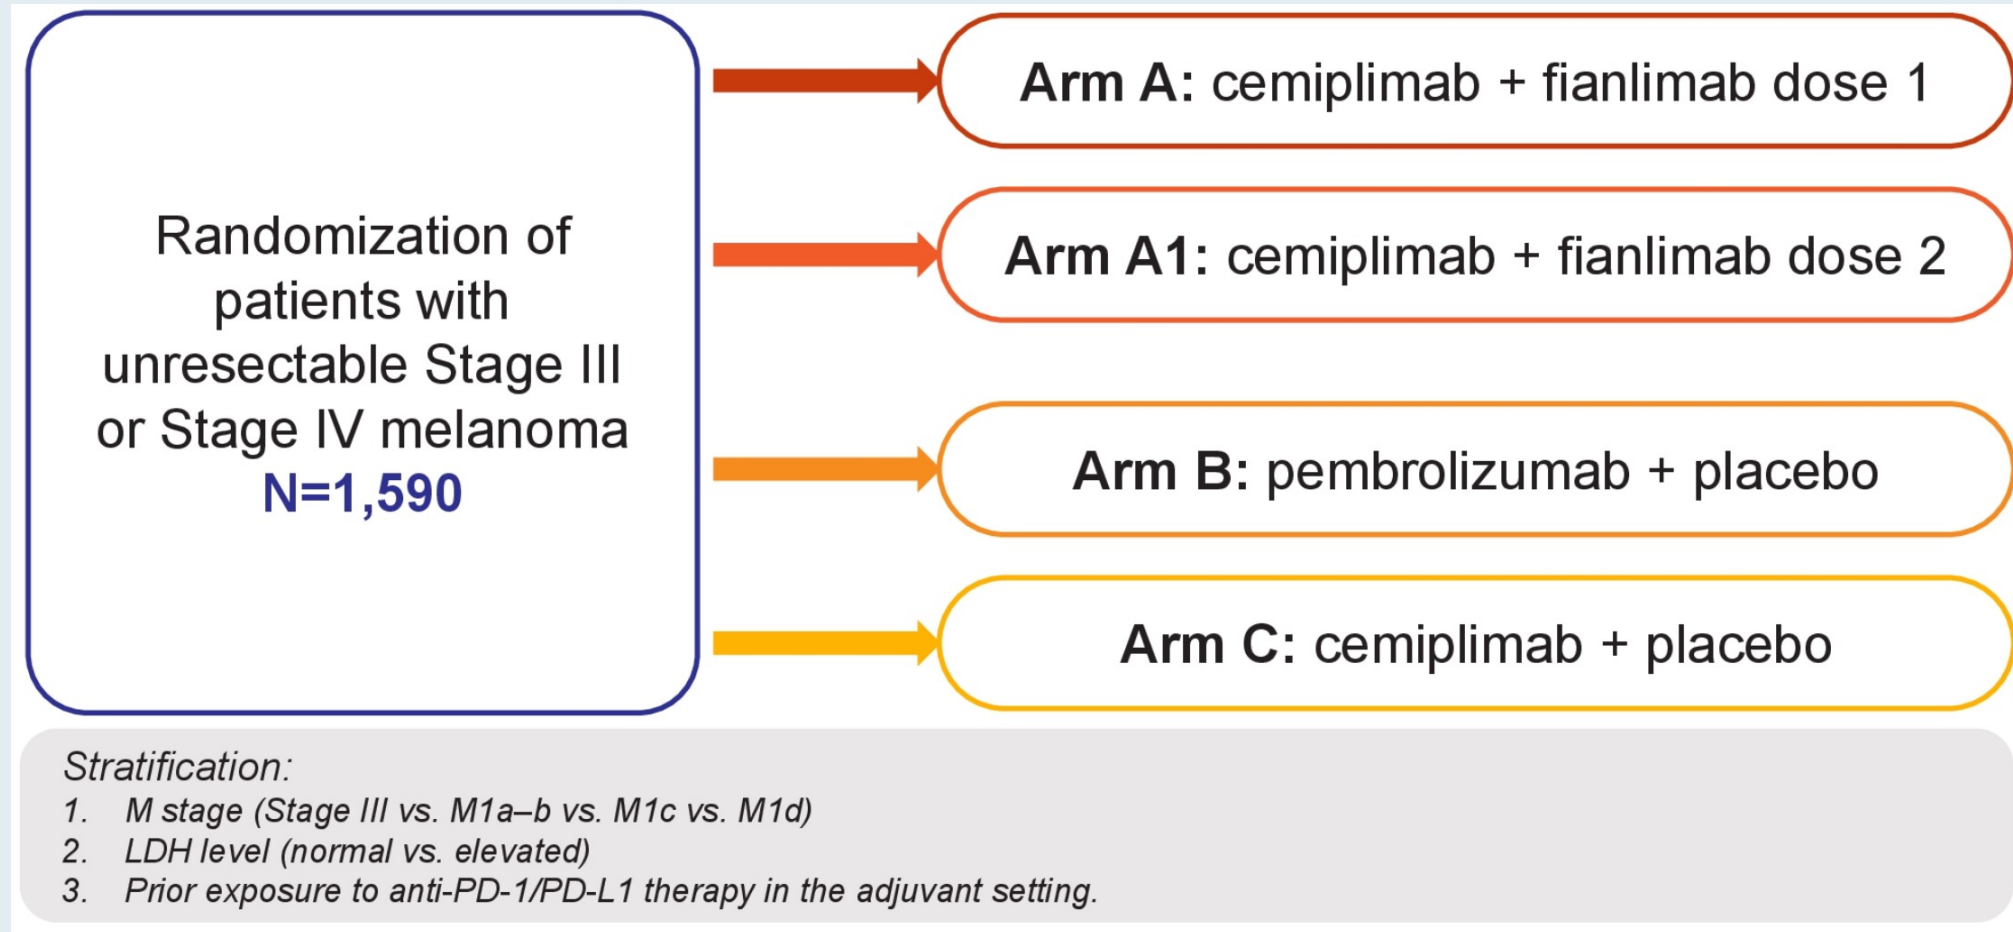 Randomization of
patients with
unresectable Stage III
or Stage IV melanoma
N=1,590
Arm A: cemiplimab + fianlimab dose 1
Arm A1: cemiplimab + fianlimab dose 2
Arm B: pembrolizumab + placebo
Arm C: cemiplimab + placebo
Stratification:
1. M stage (Stage III vs. M1a–b vs. M1c vs. M1d)
2. LDH level (normal vs. elevated)
3. Prior exposure to anti-PD-1/PD-L1 therapy in the adjuvant setting.